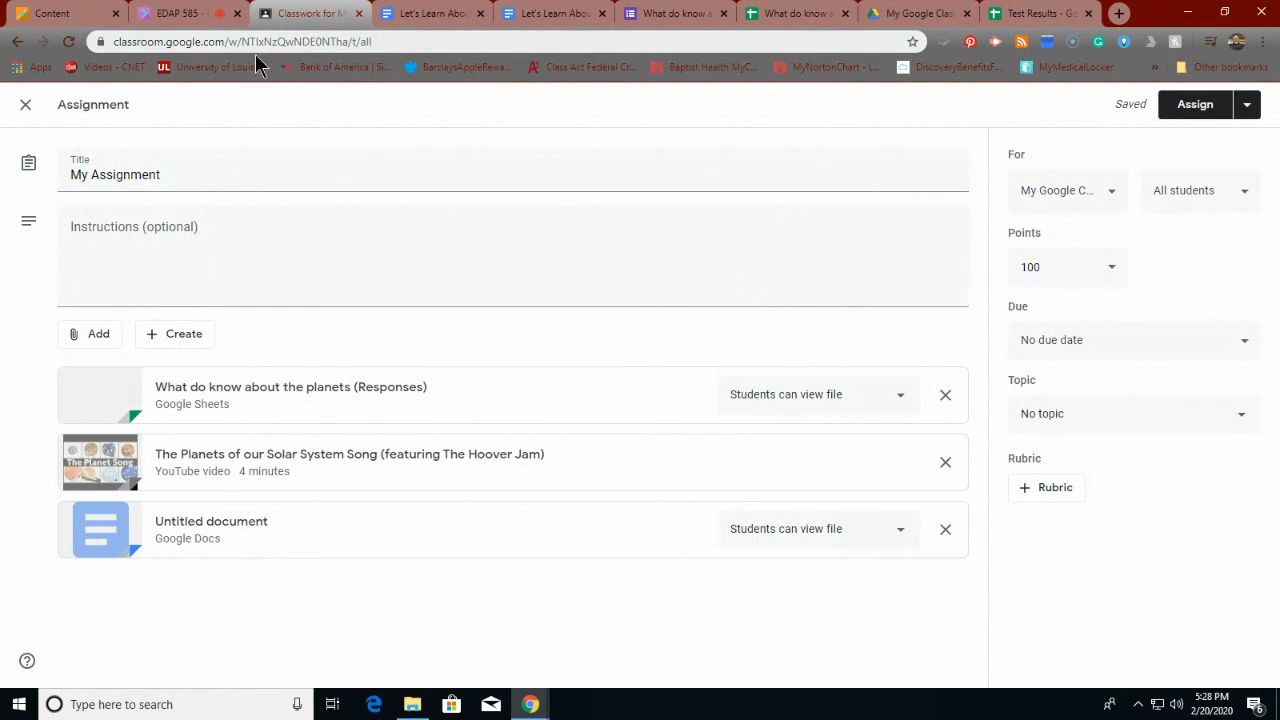 Content
EDAP 585 -
Classwork for M
Let's Learn Abou
Let's Learn Abou
What do know a
What do know a
My Google Clas
Test Results - Go
classroom.google.com/w/NTIxNzQwNDE0NTha/t/all
Apps
Videos - CNET
University of Louis
Bank of America | Si...
BarclaysAppleRewa...
Class Act Federal Cr...
Baptist Health MyC...
MyNortonChart - L...
DiscoveryBenefitsF...
MyMedicalLocker
»
Other bookmarks
Assignment
Saved
Assign
Title
My Assignment
Instructions (optional)
Add
Create
What do know about the planets (Responses)
Google Sheets
Students can view file
The Planets of our Solar System Song (featuring The Hoover Jam)
YouTube video 4 minutes
The Planet Song
Untitled document
Google Docs
Students can view file
For
My Google C...
All students
Points
100
Due
No due date
Topic
No topic
Rubric
Rubric
Type here to search
5:28 PM
2/20/2020
6